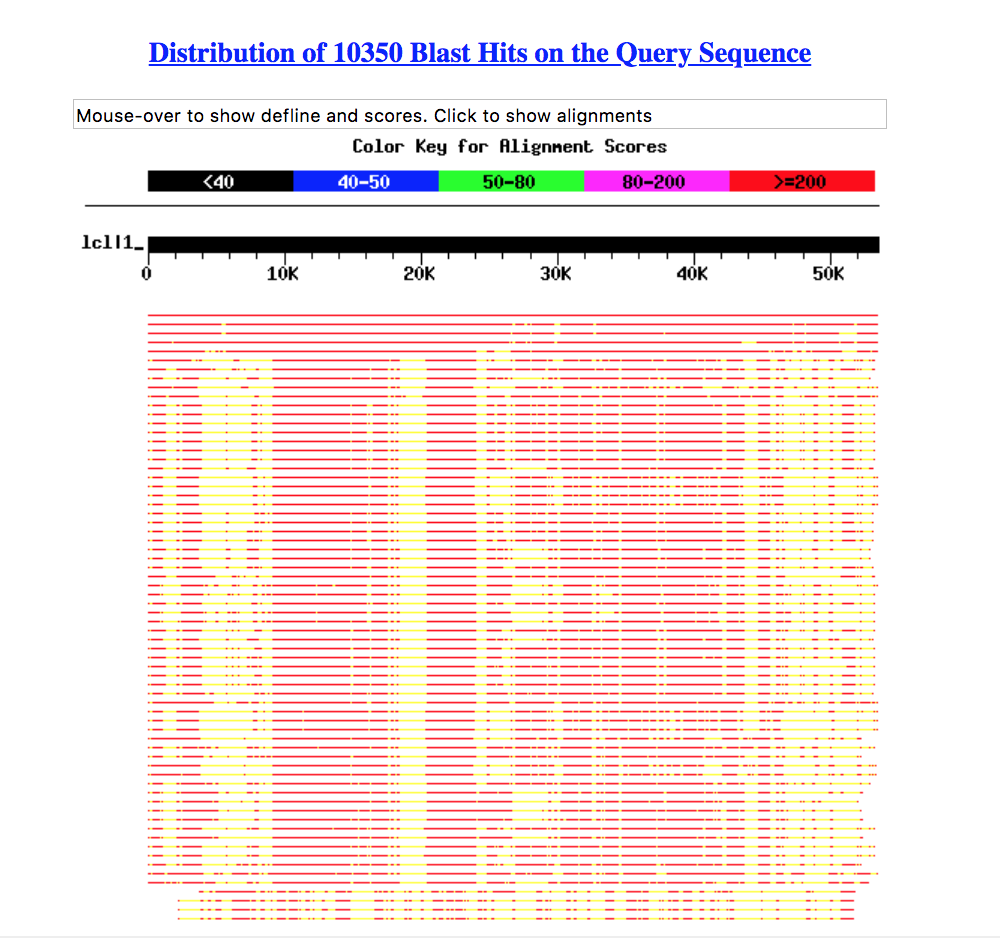 Distribution of 10350 Blast Hits on the Query Sequence
Mouse-over to show defline and scores. Click to show alignments
Color Key for Alignment Scores
<40 40-50 50-80 80-200 >=200
lcl|1_
0 10K 20K 30K 40K 50K